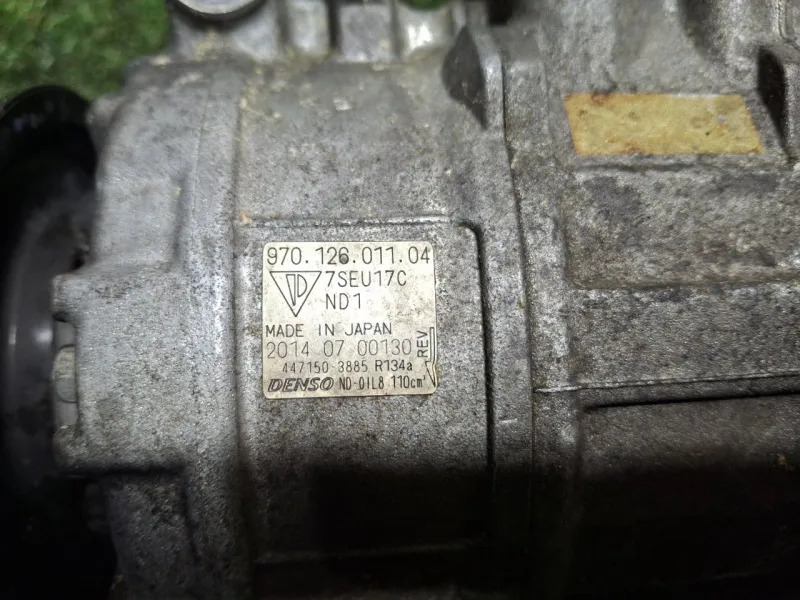 970.126.011.04
7SEU17C
ND1
MADE IN JAPAN
2014 07 00130 REV
447150 3885 R134a
DENSO ND-OIL8 110cm³